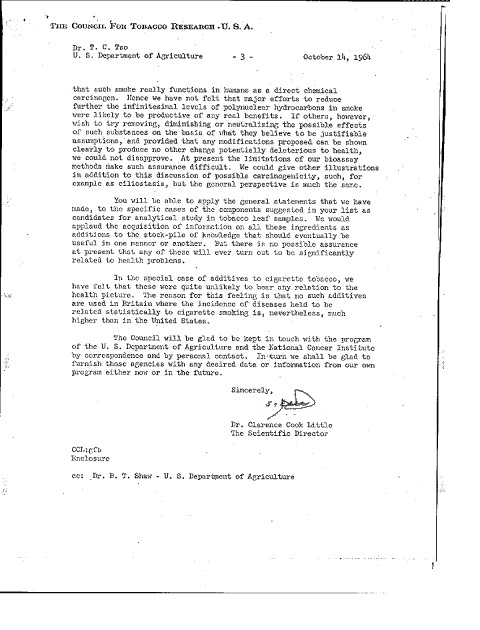 THE COUNCIL FOR TOBACCO RESEARCH - U. S. A.
Dr. T. C. Tso
U. S. Department of Agriculture - 3 - October 14, 1964
that such smoke really functions in humans as a direct chemical
carcinogen. Hence we have not felt that major efforts to reduce
further the infinitesimal levels of polynuclear hydrocarbons in smoke
were likely to be productive of any real benefits. If others, however,
wish to try removing, diminishing or neutralizing the possible effects
of such substances on the basis of what they believe to be justifiable
assumptions, and provided that any modifications proposed can be shown
clearly to produce no other change potentially deleterious to health,
we could not disapprove. At present the limitations of our bioassay
methods make such assurance difficult. We could give other illustrations
in addition to this discussion of possible carcinogenicity, such, for
example as ciliostasis, but the general perspective is much the same.
You will be able to apply the general statements that we have
made, to the specific cases of the components suggested in your list as
candidates for analytical study in tobacco leaf samples. We would
applaud the acquisition of information on all these ingredients as
additions to the stock-pile of knowledge that should eventually be
useful in one manner or another. But there is no possible assurance
at present that any of these will ever turn out to be significantly
related to health problems.
In the special case of additives to cigarette tobacco, we
have felt that these were quite unlikely to bear any relation to the
health picture. The reason for this feeling is that no such additives
are used in Britain where the incidence of diseases held to be
related statistically to cigarette smoking is, nevertheless, much
higher than in the United States.
The Council will be glad to be kept in touch with the program
of the U. S. Department of Agriculture and the National Cancer Institute
by correspondence and by personal contact. In turn we shall be glad to
furnish those agencies with any desired data or information from our own
program either now or in the future.
Sincerely,
Dr. Clarence Cook Little
The Scientific Director
CCL:gfb
Enclosure
cc: Dr. B. T. Shaw - U. S. Department of Agriculture